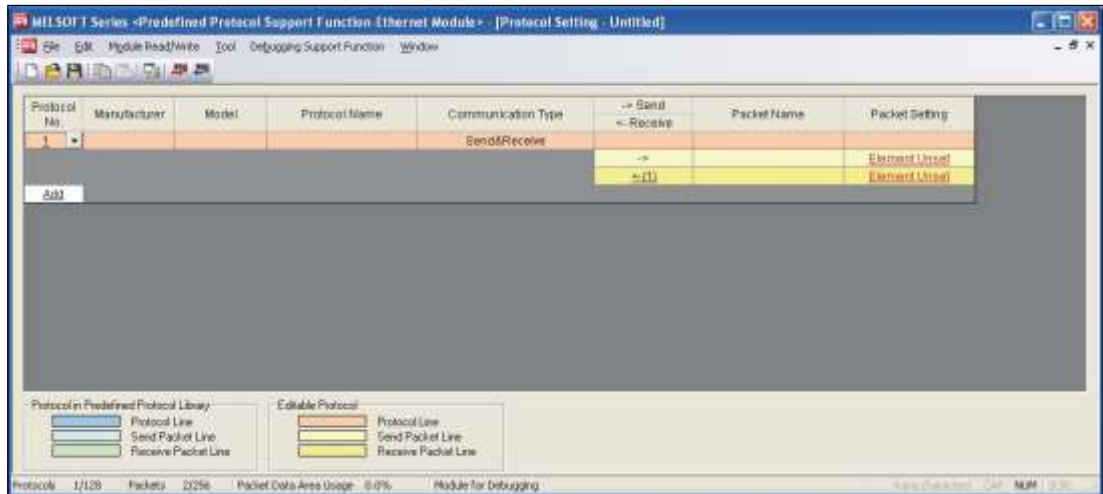 MELSOFT Series <Predefined Protocol Support Function-Ethernet Module> - [Protocol Setting - Untitled]
File Edit Module Read/Write Tool Debugging Support Function Window
Protocol No. Manufacturer Model Protocol Name Communication Type -> Send <- Receive Packet Name Packet Setting
1 Send&Receive
-> Element Unset
<-(1) Element Unset
Add
Protocol in Predefined Protocol Library Editable Protocol
Protocol Line Protocol Line
Send Packet Line Send Packet Line
Receive Packet Line Receive Packet Line
Protocols 1/128 Packets 2/256 Packet Data Area Usage 0.0% Module for Debugging CAP NUM